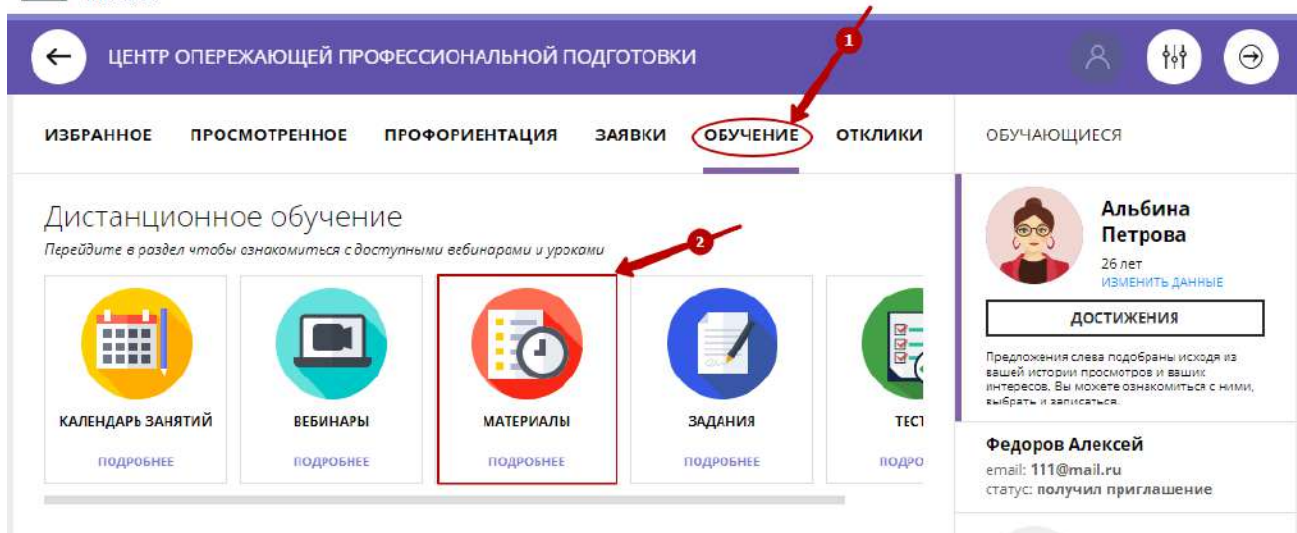 ЦЕНТР ОПЕРЕЖАЮЩЕЙ ПРОФЕССИОНАЛЬНОЙ ПОДГОТОВКИ
1
ИЗБРАННОЕ ПРОСМОТРЕННОЕ ПРОФОРИЕНТАЦИЯ ЗАЯВКИ ОБУЧЕНИЕ ОТКЛИКИ
Дистанционное обучение
Перейдите в раздел чтобы ознакомиться с доступными вебинарами и уроками
2
КАЛЕНДАРЬ ЗАНЯТИЙ ВЕБИНАРЫ МАТЕРИАЛЫ ЗАДАНИЯ ТЕСТ
ПОДРОБНЕЕ ПОДРОБНЕЕ ПОДРОБНЕЕ ПОДРОБНЕЕ ПОДРО
ОБУЧАЮЩИЕСЯ
Альбина
Петрова
26 лет
ИЗМЕНИТЬ ДАННЫЕ
ДОСТИЖЕНИЯ
Предложения слева подобраны исходя из
вашей истории просмотров и ваших
интересов. Вы можете ознакомиться с ними,
выбрать и записаться.
Федоров Алексей
email: 111@mail.ru
статус: получил приглашение